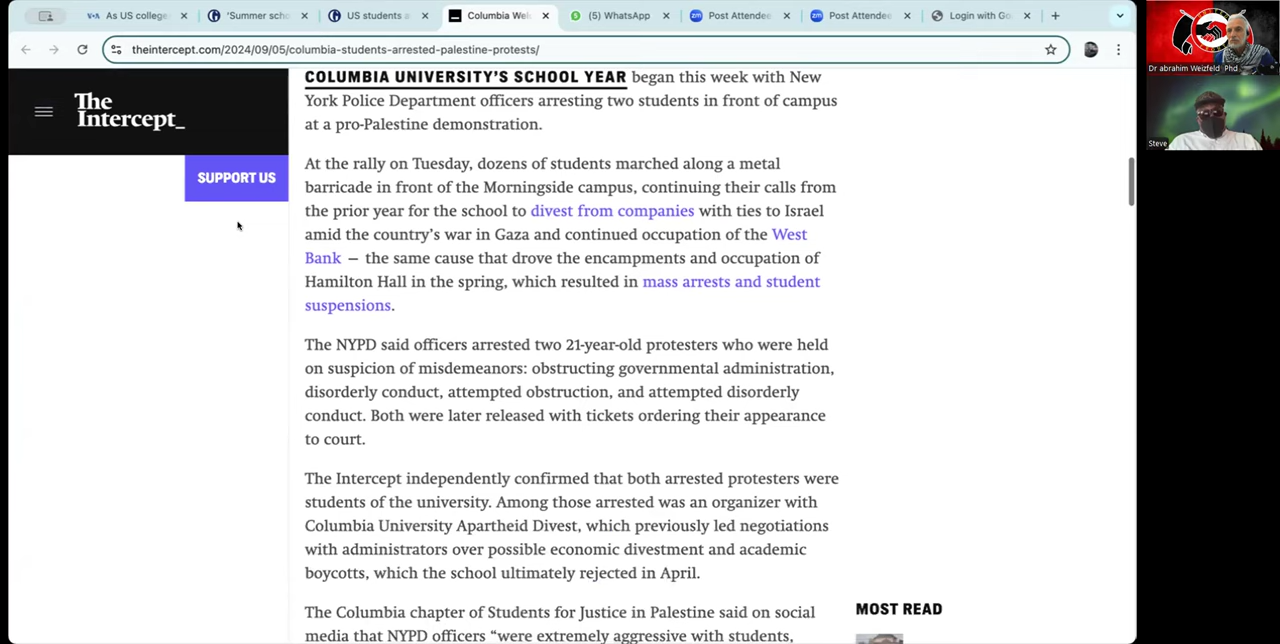 As US college
'Summer scho
US students a
Columbia Wel
(5) WhatsApp
Post Attendee
Post Attendee
Login with Go
theintercept.com/2024/09/05/columbia-students-arrested-palestine-protests/
The
Intercept_
SUPPORT US
COLUMBIA UNIVERSITY'S SCHOOL YEAR began this week with New
York Police Department officers arresting two students in front of campus
at a pro-Palestine demonstration.
At the rally on Tuesday, dozens of students marched along a metal
barricade in front of the Morningside campus, continuing their calls from
the prior year for the school to divest from companies with ties to Israel
amid the country's war in Gaza and continued occupation of the West
Bank — the same cause that drove the encampments and occupation of
Hamilton Hall in the spring, which resulted in mass arrests and student
suspensions.
The NYPD said officers arrested two 21-year-old protesters who were held
on suspicion of misdemeanors: obstructing governmental administration,
disorderly conduct, attempted obstruction, and attempted disorderly
conduct. Both were later released with tickets ordering their appearance
to court.
The Intercept independently confirmed that both arrested protesters were
students of the university. Among those arrested was an organizer with
Columbia University Apartheid Divest, which previously led negotiations
with administrators over possible economic divestment and academic
boycotts, which the school ultimately rejected in April.
The Columbia chapter of Students for Justice in Palestine said on social
media that NYPD officers “were extremely aggressive with students,
MOST READ
Dr abrahim Weizfeld Phd
Steve